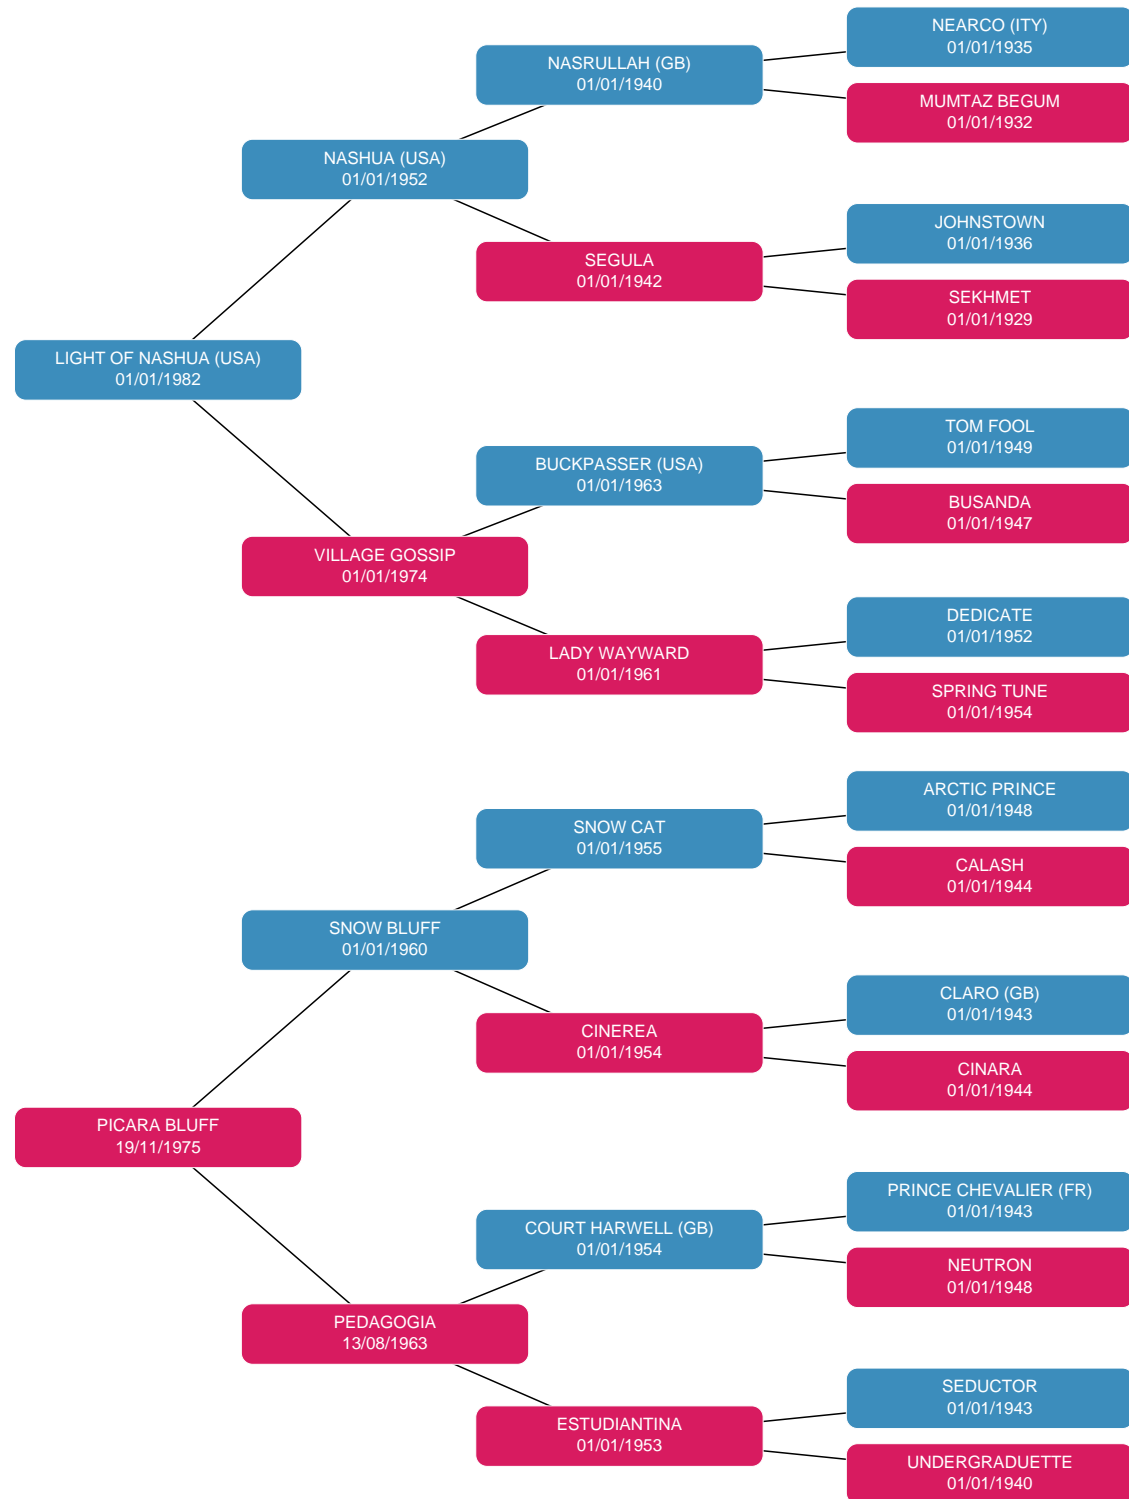 NEARCO (ITY)
01/01/1935
NASRULLAH (GB)
01/01/1940
MUMTAZ BEGUM
01/01/1932
NASHUA (USA)
01/01/1952
JOHNSTOWN
01/01/1936
SEGULA
01/01/1942
SEKHMET
01/01/1929
LIGHT OF NASHUA (USA)
01/01/1982
TOM FOOL
01/01/1949
BUCKPASSER (USA)
01/01/1963
BUSANDA
01/01/1947
VILLAGE GOSSIP
01/01/1974
DEDICATE
01/01/1952
LADY WAYWARD
01/01/1961
SPRING TUNE
01/01/1954
ARCTIC PRINCE
01/01/1948
SNOW CAT
01/01/1955
CALASH
01/01/1944
SNOW BLUFF
01/01/1960
CLARO (GB)
01/01/1943
CINEREA
01/01/1954
CINARA
01/01/1944
PICARA BLUFF
19/11/1975
PRINCE CHEVALIER (FR)
01/01/1943
COURT HARWELL (GB)
01/01/1954
NEUTRON
01/01/1948
PEDAGOGIA
13/08/1963
SEDUCTOR
01/01/1943
ESTUDIANTINA
01/01/1953
UNDERGRADUETTE
01/01/1940